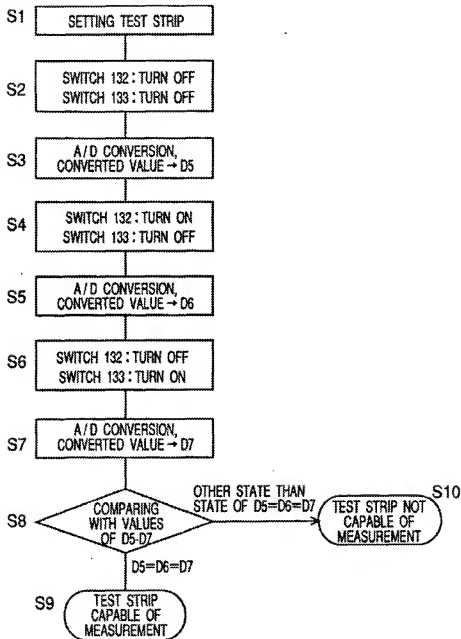 S1
SETTING TEST STRIP
S2
SWITCH 132 : TURN OFF
SWITCH 133 : TURN OFF
S3
A/D CONVERSION,
CONVERTED VALUE → D5
S4
SWITCH 132 : TURN ON
SWITCH 133 : TURN OFF
S5
A/D CONVERSION,
CONVERTED VALUE → D6
S6
SWITCH 132 : TURN OFF
SWITCH 133 : TURN ON
S7
A/D CONVERSION,
CONVERTED VALUE → D7
S8
COMPARING
WITH VALUES
OF D5-D7
OTHER STATE THAN
STATE OF D5=D6=D7
S10
TEST STRIP NOT
CAPABLE OF
MEASUREMENT
D5=D6=D7
S9
TEST STRIP
CAPABLE OF
MEASUREMENT